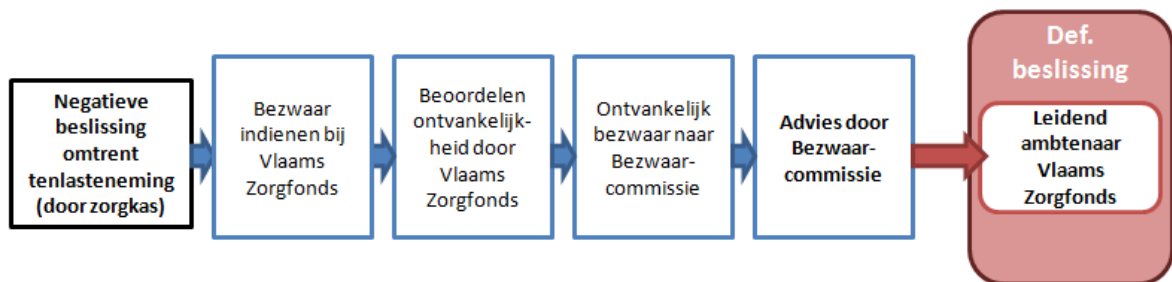 Negatieve
beslissing
omtrent
tenlasteneming
(door zorgkas)
Bezwaar
indienen bij
Vlaams
Zorgfonds
Beoordelen
ontvankelijk-
heid door
Vlaams
Zorgfonds
Ontvankelijk
bezwaar naar
Bezwaar-
commissie
Advies door
Bezwaar-
commissie
Def.
beslissing
Leidend
ambtenaar
Vlaams
Zorgfonds